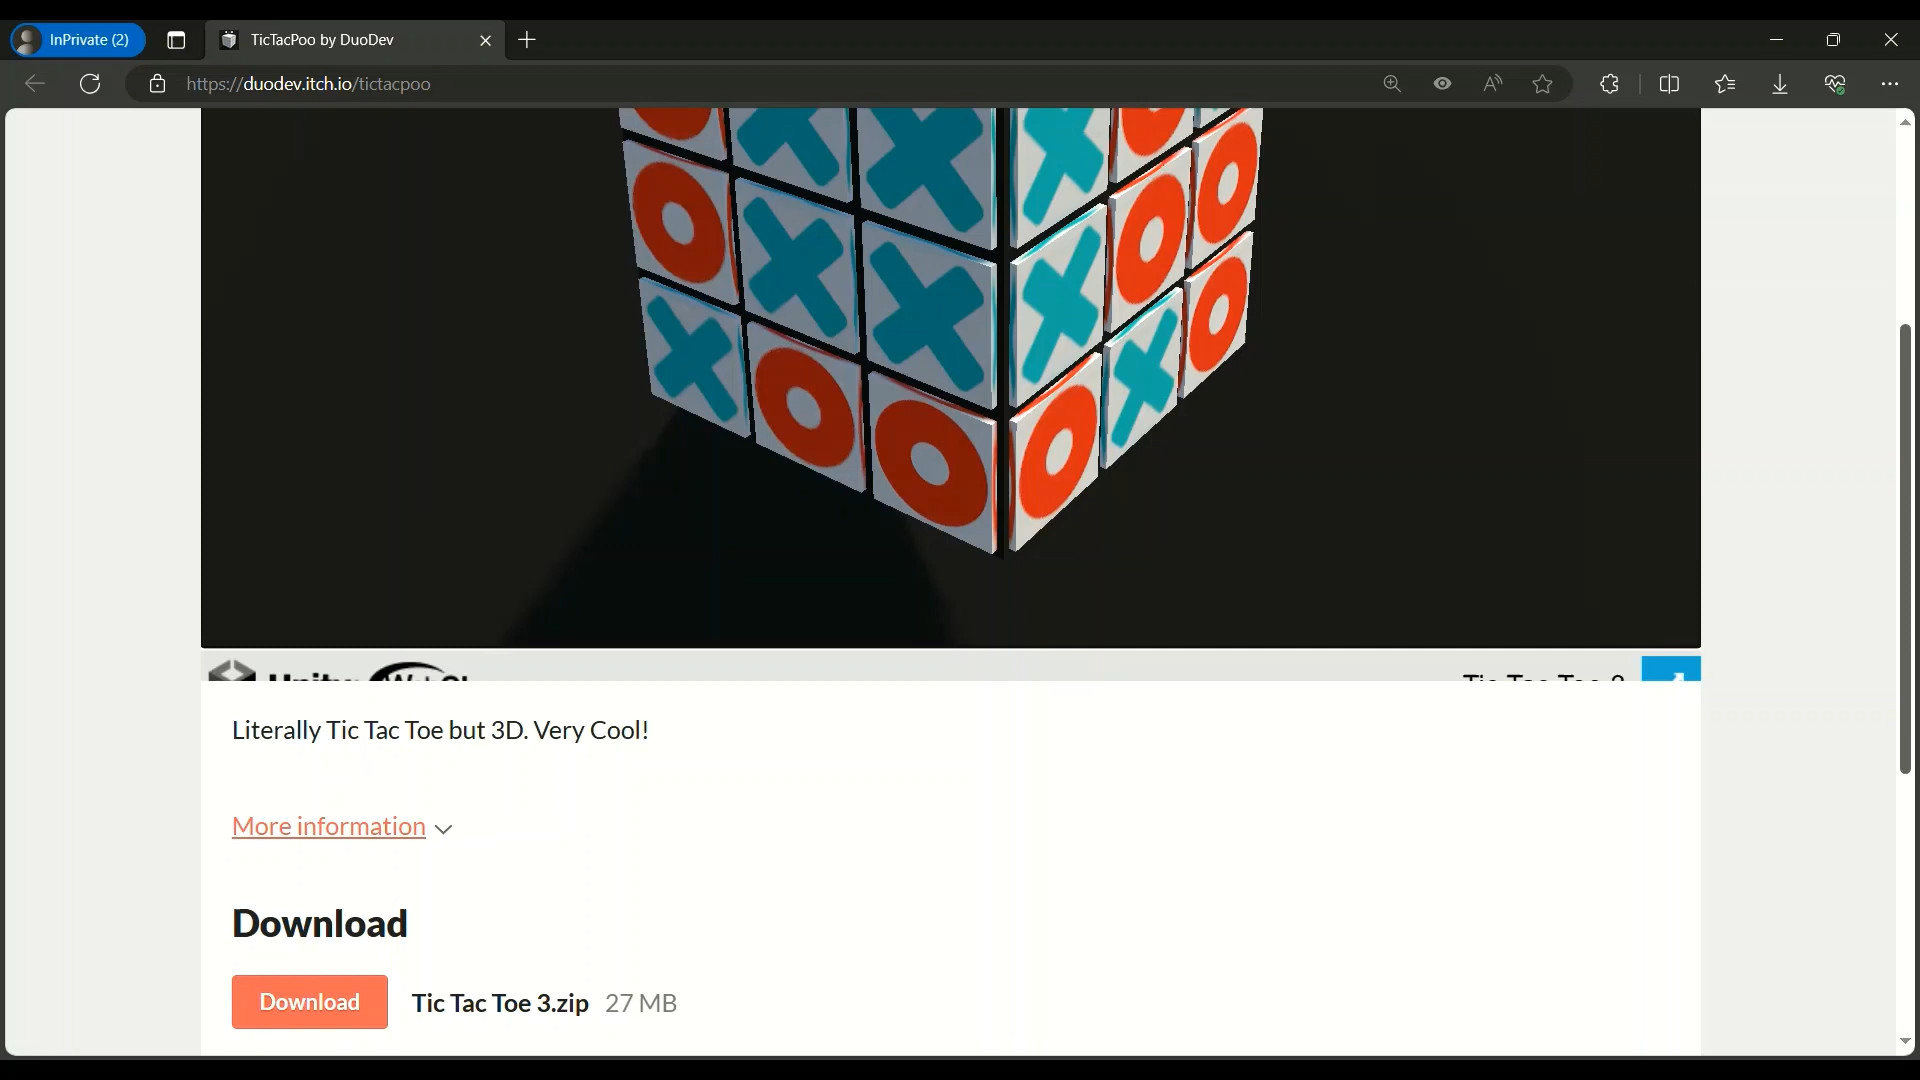 InPrivate (2)
TicTacPoo by DuoDev
https://duodev.itch.io/tictacpoo
Literally Tic Tac Toe but 3D. Very Cool!
More information
Download
Download Tic Tac Toe 3.zip 27 MB